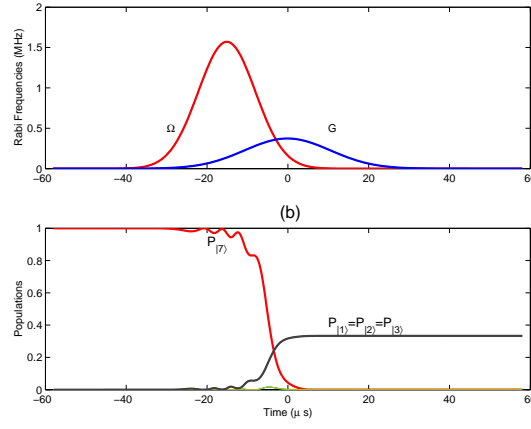 2
1.5
1
0.5
0
Rabi Frequencies (MHz)
Ω
G
−60 −40 −20 0 20 40 60
(b)
1
0.8
0.6
0.4
0.2
0
Populations
P|7⟩
P|1⟩=P|2⟩=P|3⟩
−60 −40 −20 0 20 40 60
Time (μ s)